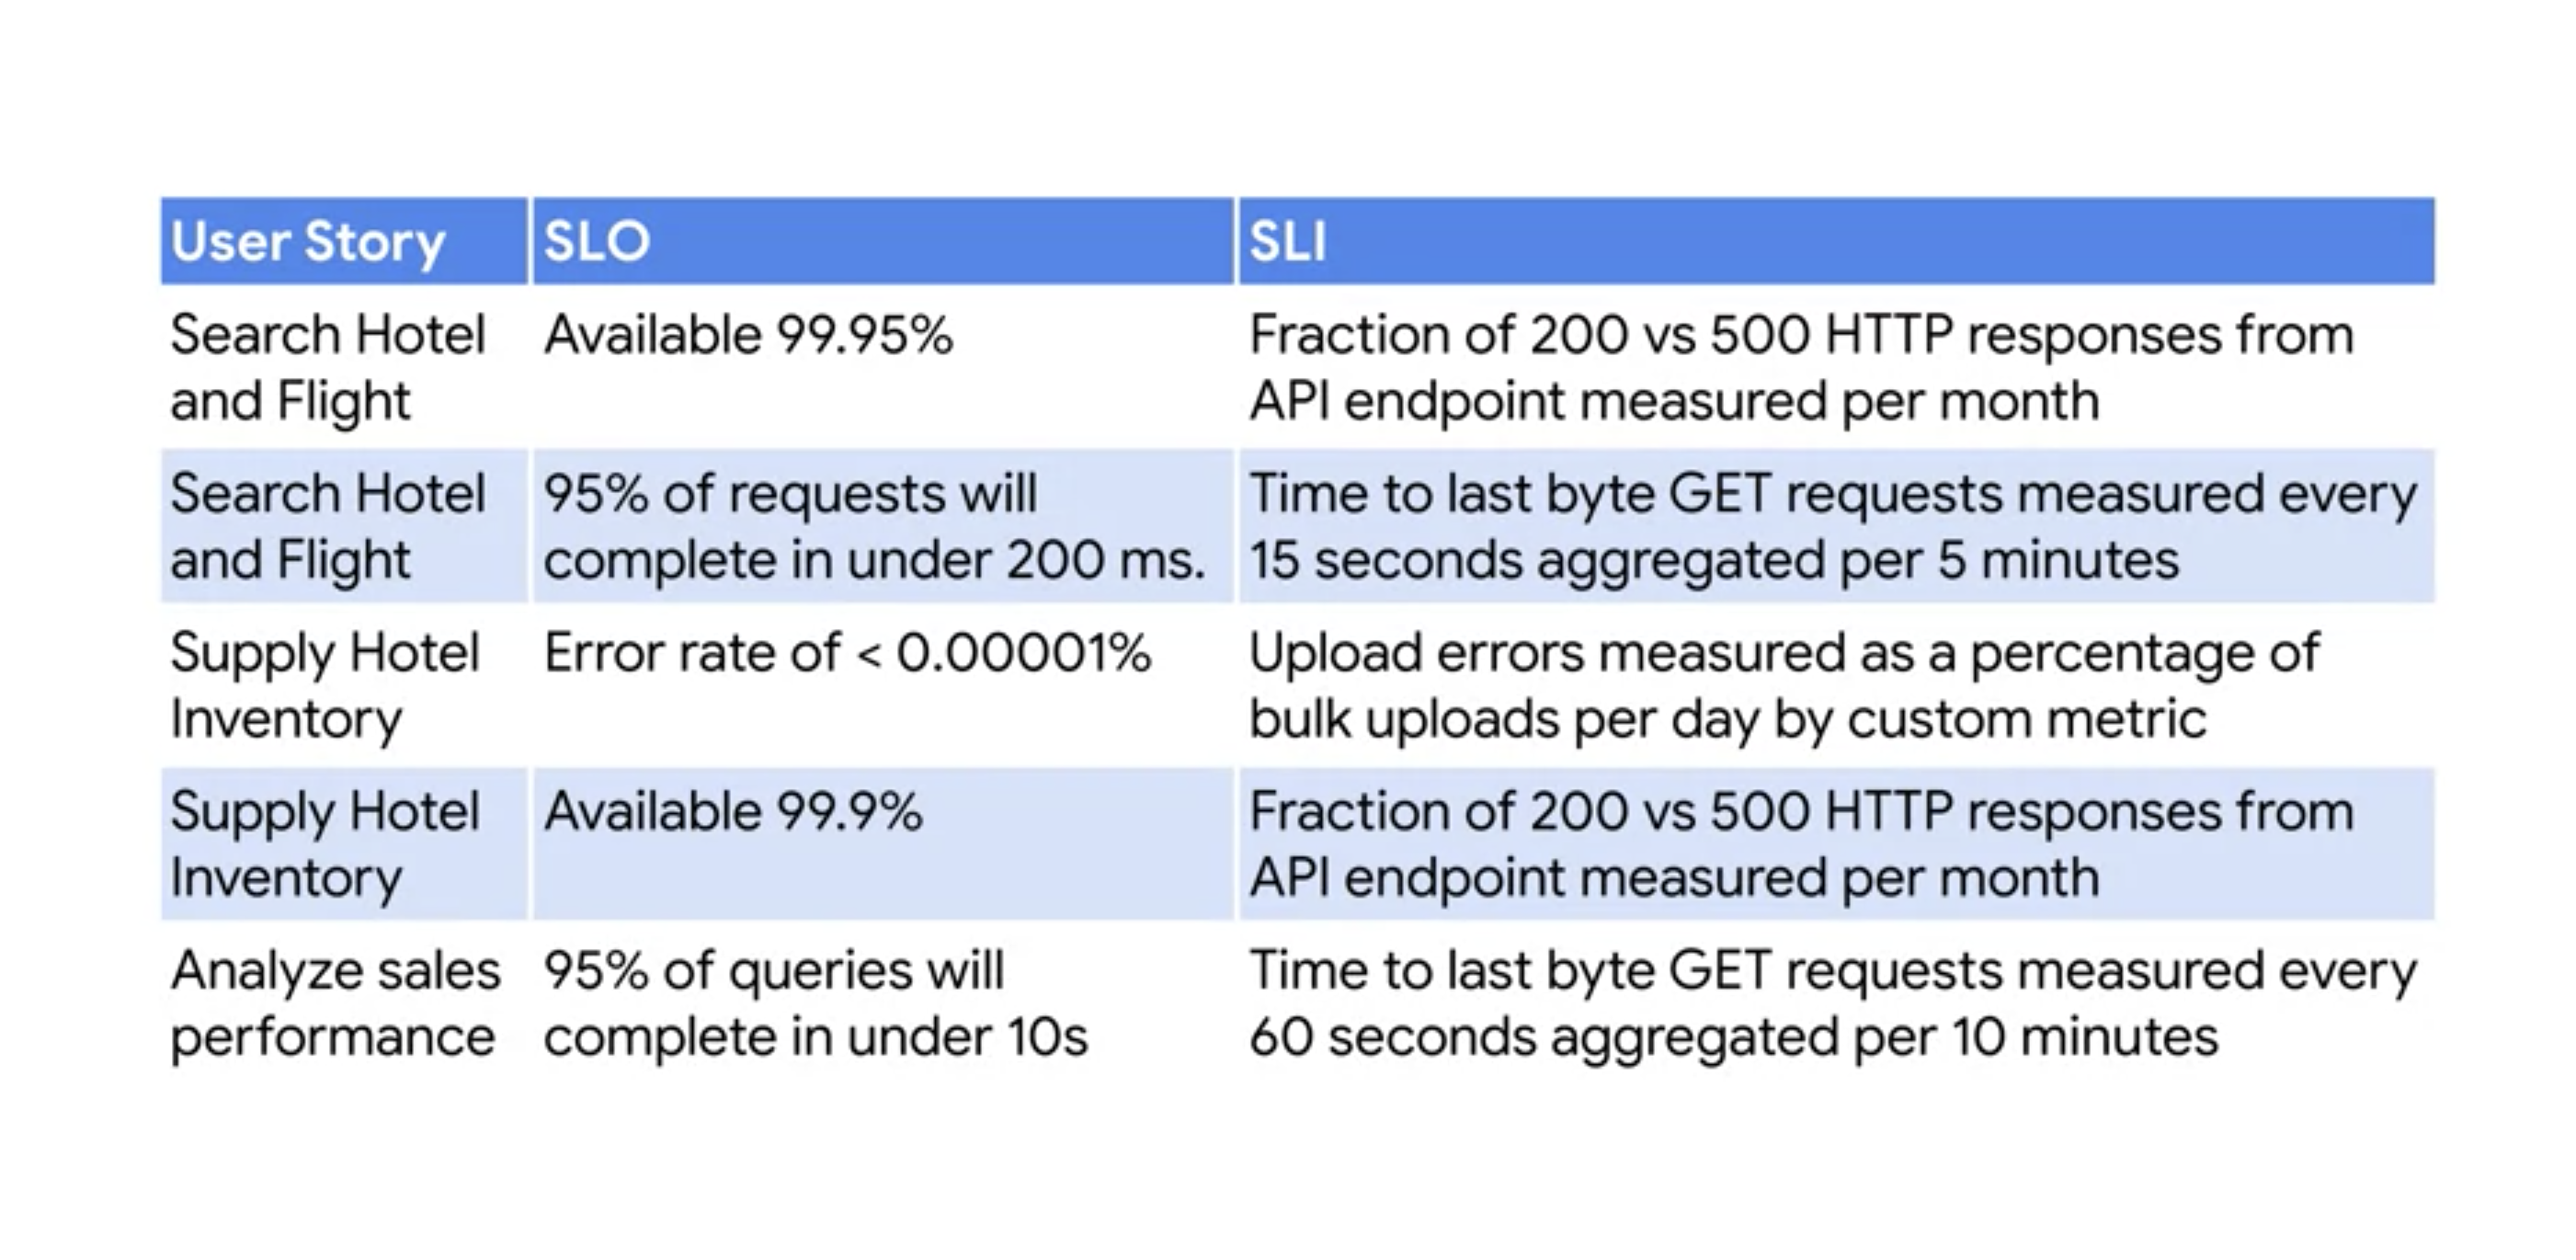 User Story SLO SLI
Search Hotel Available 99.95% Fraction of 200 vs 500 HTTP responses from
and Flight API endpoint measured per month
Search Hotel 95% of requests will Time to last byte GET requests measured every
and Flight complete in under 200 ms. 15 seconds aggregated per 5 minutes
Supply Hotel Error rate of < 0.00001% Upload errors measured as a percentage of
Inventory bulk uploads per day by custom metric
Supply Hotel Available 99.9% Fraction of 200 vs 500 HTTP responses from
Inventory API endpoint measured per month
Analyze sales 95% of queries will Time to last byte GET requests measured every
performance complete in under 10s 60 seconds aggregated per 10 minutes